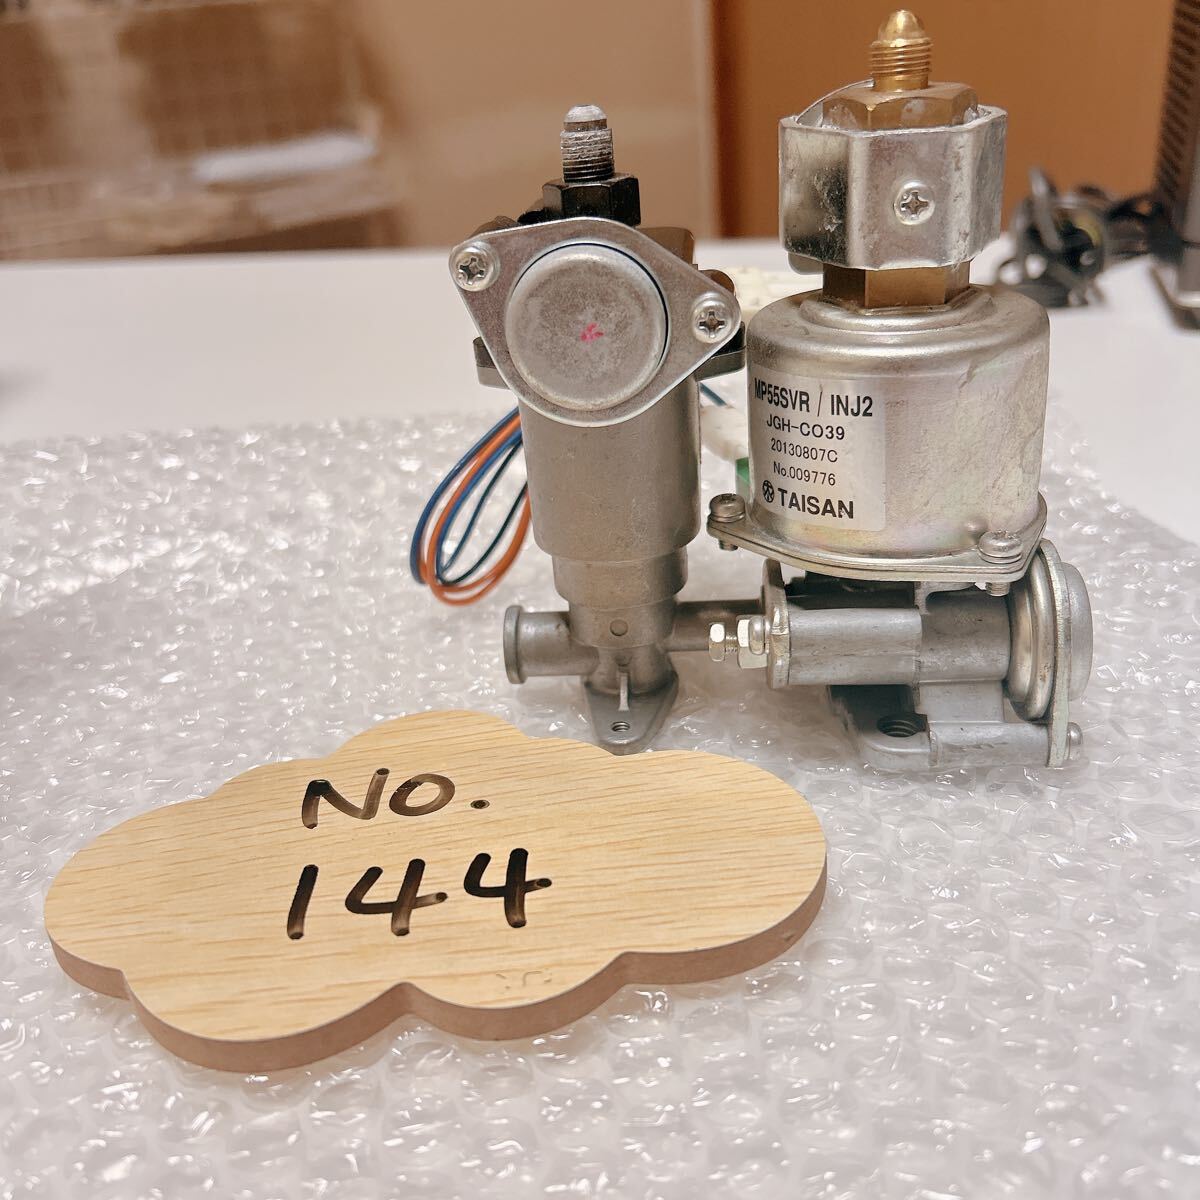 MP55SVR / INJ2
JGH-CO39
20130807C
No.009776
TAISAN
No.
144